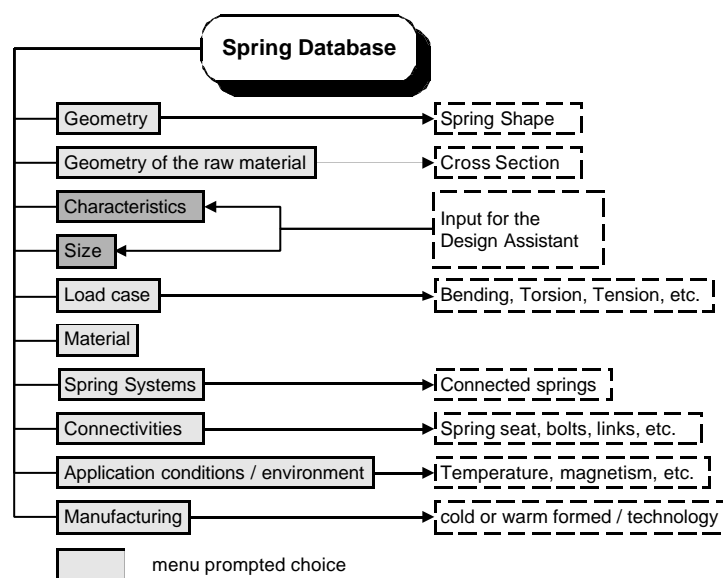 Spring Database
Geometry
Spring Shape
Geometry of the raw material
Cross Section
Characteristics
Input for the
Design Assistant
Size
Load case
Bending, Torsion, Tension, etc.
Material
Spring Systems
Connected springs
Connectivities
Spring seat, bolts, links, etc.
Application conditions / environment
Temperature, magnetism, etc.
Manufacturing
cold or warm formed / technology
menu prompted choice